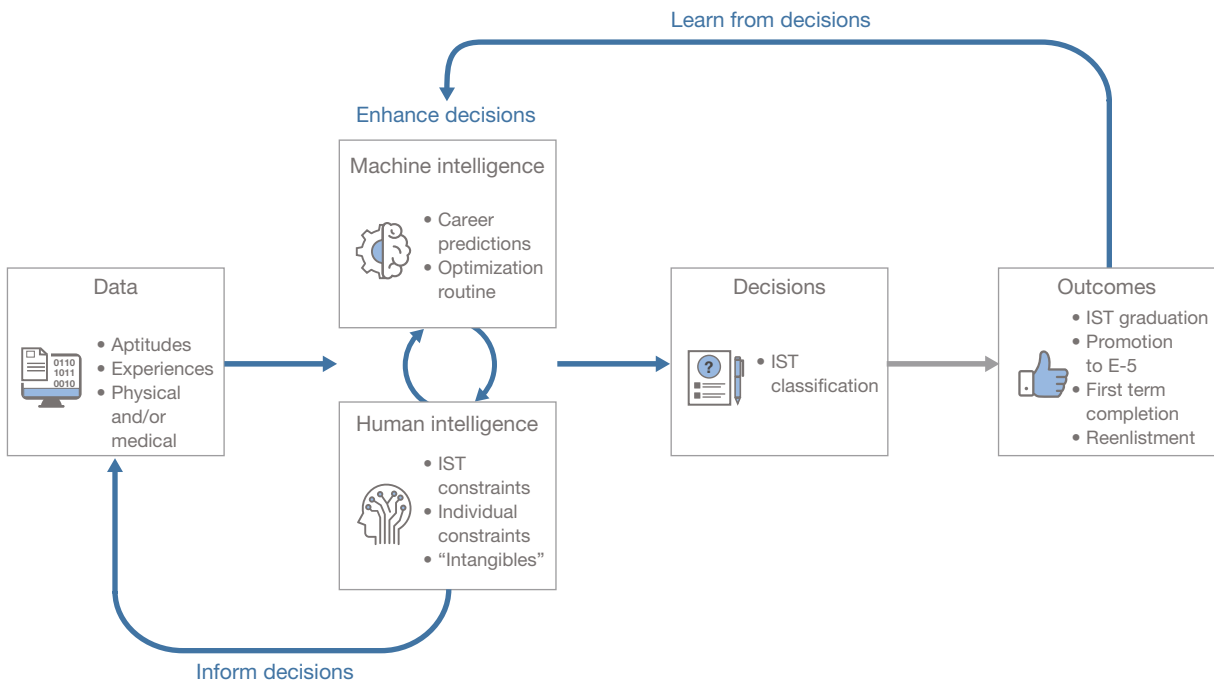 Learn from decisions
Enhance decisions
Machine intelligence
• Career
predictions
• Optimization
routine
Data
0110
1011
0010
• Aptitudes
• Experiences
• Physical
and/or
medical
Human intelligence
• IST
constraints
• Individual
constraints
• “Intangibles”
Decisions
?
• IST
classification
Outcomes
• IST graduation
• Promotion
to E-5
• First term
completion
• Reenlistment
Inform decisions